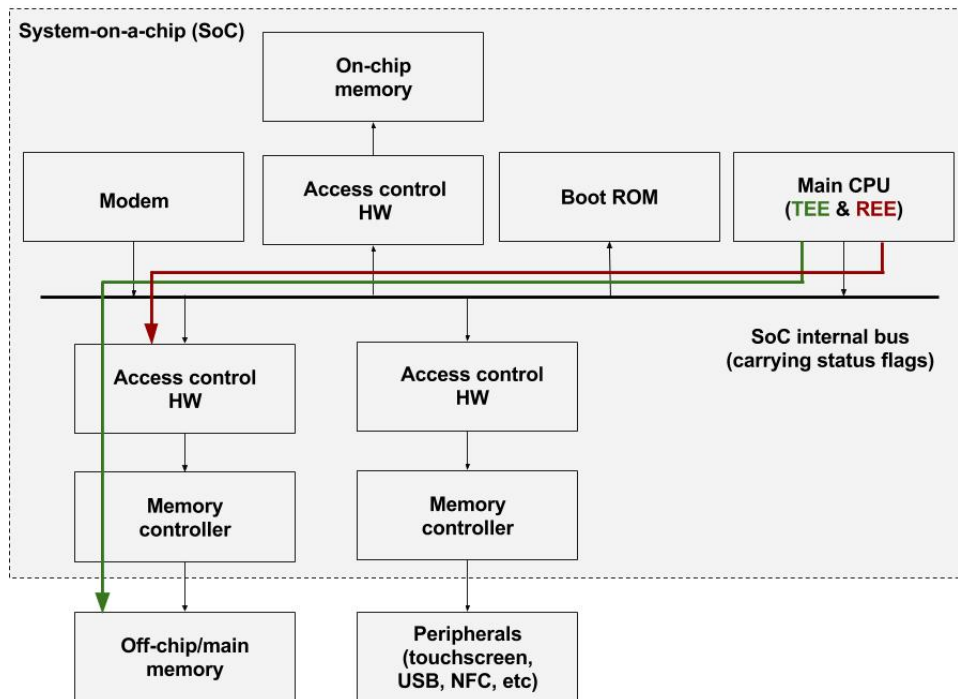 System-on-a-chip (SoC)
On-chip
memory
Modem
Access control
HW
Boot ROM
Main CPU
(TEE & REE)
SoC internal bus
(carrying status flags)
Access control
HW
Access control
HW
Memory
controller
Memory
controller
Off-chip/main
memory
Peripherals
(touchscreen,
USB, NFC, etc)